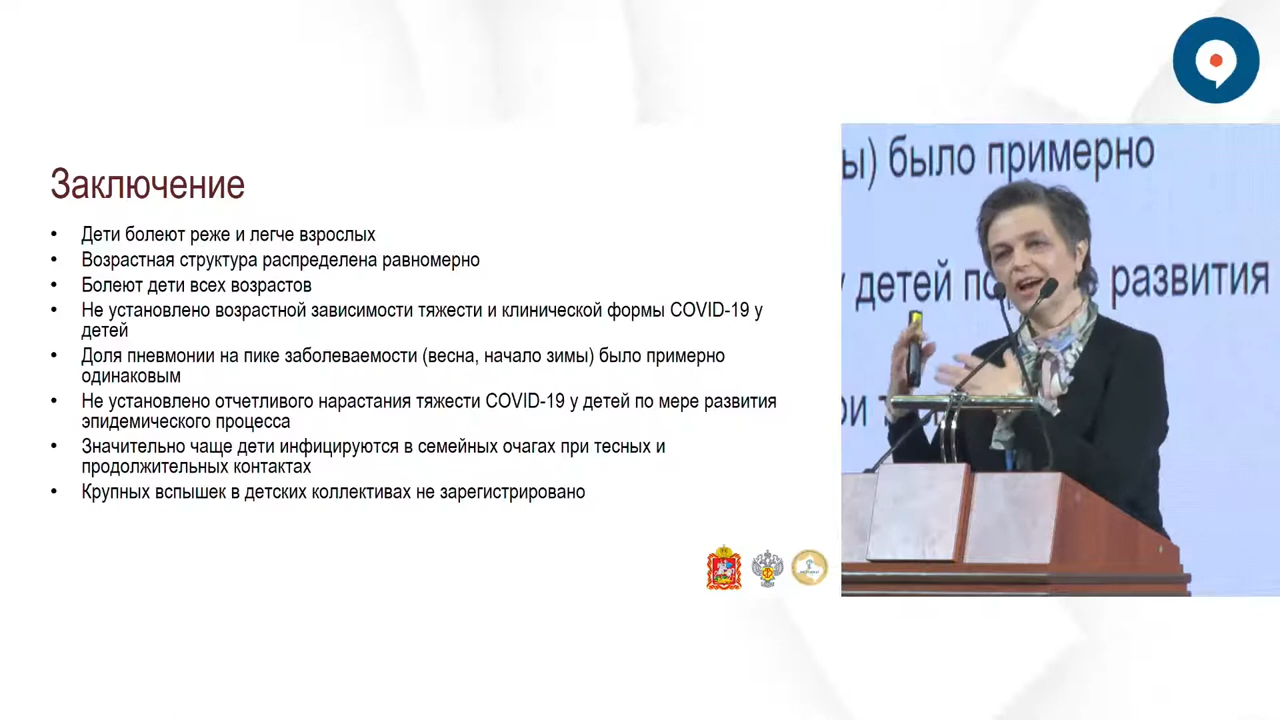 Заключение
• Дети болеют реже и легче взрослых
• Возрастная структура распределена равномерно
• Болеют дети всех возрастов
• Не установлено возрастной зависимости тяжести и клинической формы COVID-19 у
детей
• Доля пневмонии на пике заболеваемости (весна, начало зимы) было примерно
одинаковым
• Не установлено отчетливого нарастания тяжести COVID-19 у детей по мере развития
эпидемического процесса
• Значительно чаще дети инфицируются в семейных очагах при тесных и
продолжительных контактах
• Крупных вспышек в детских коллективах не зарегистрировано
ы) было примерно
детей по развития